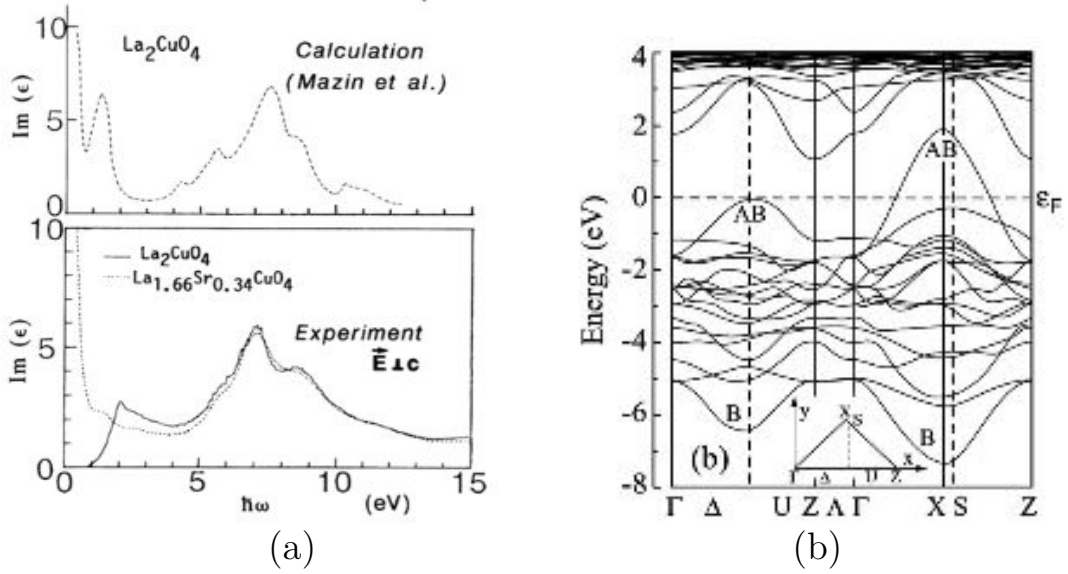 10
5
0
Im (ϵ)
La₂CuO₄
Calculation
(Mazin et al.)
10
5
0
Im (ϵ)
La₂CuO₄
La₁.₆₆Sr₀.₃₄CuO₄
Experiment
E⃗ ⊥ c
0 5 10 15
ħω (eV)
(a)
4
2
0
-2
-4
-6
-8
Energy (eV)
AB
AB
εF
B
B
(b)
y
X S
Γ Δ U Z x
Γ Δ U Z Λ Γ X S Z
(b)